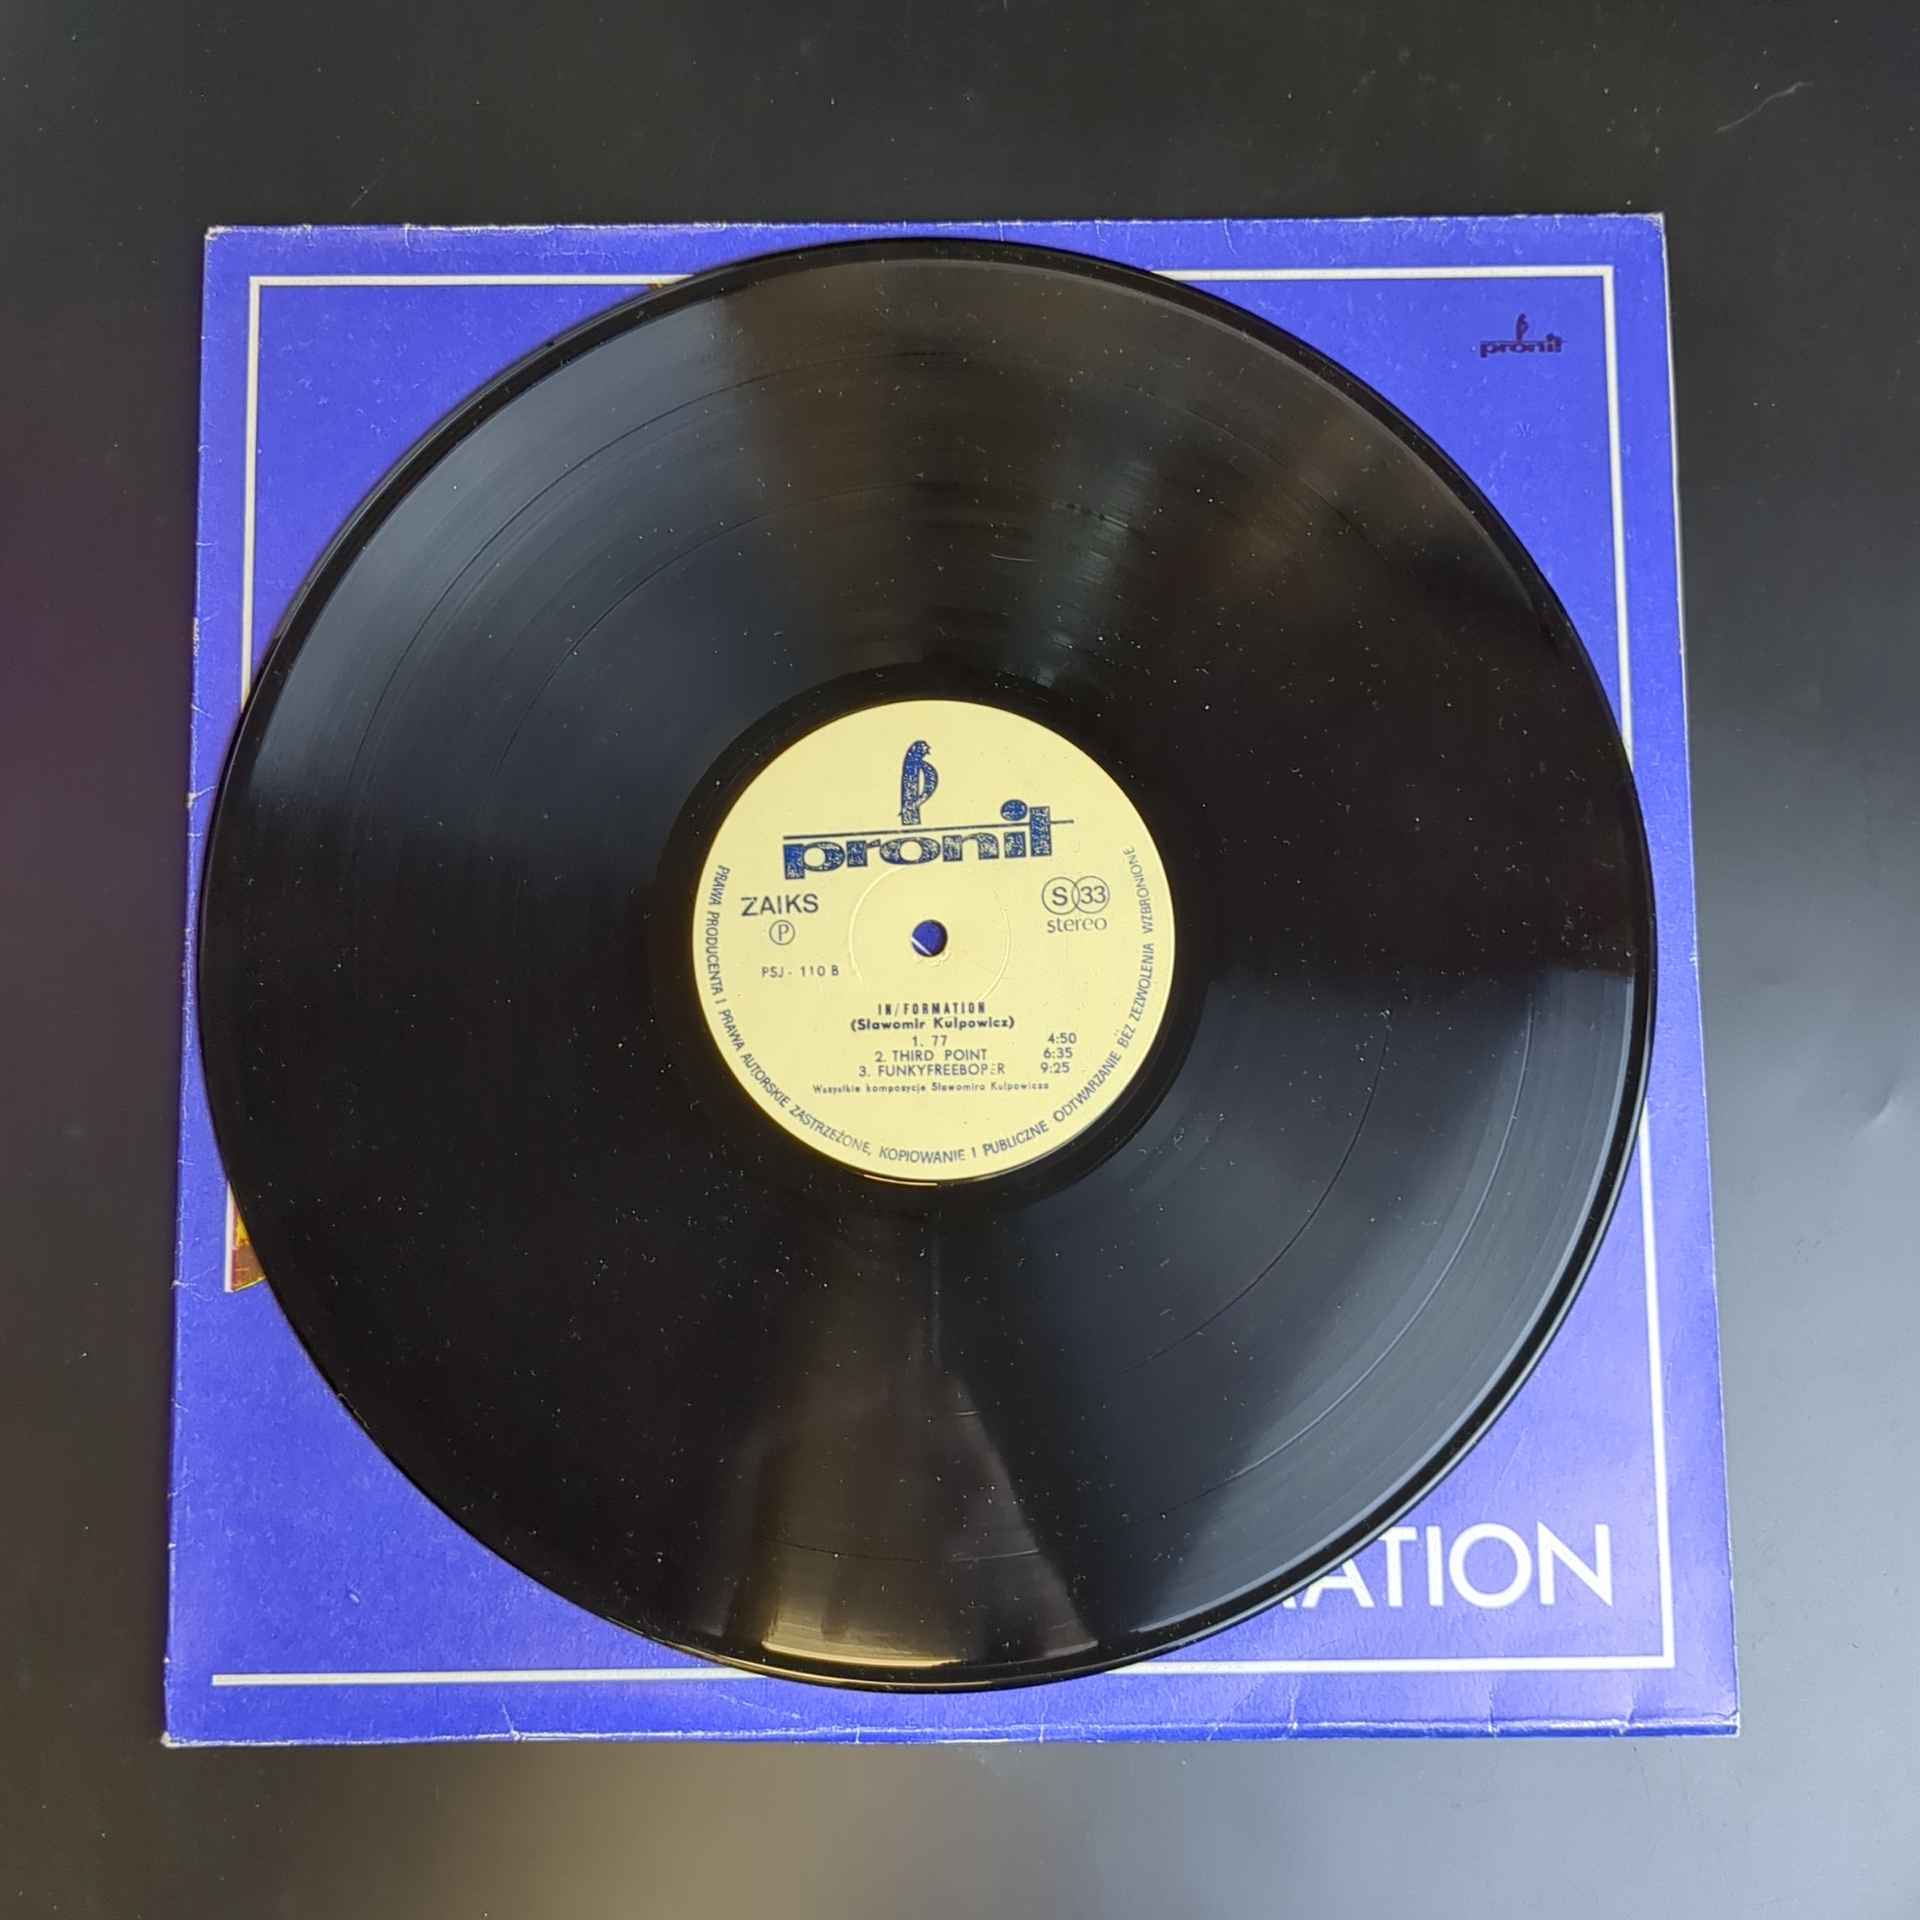 pronit
pronit
ZAIKS
P
S 33
stereo
PSJ - 110 B
IN/FORMATION
(Sławomir Kulpowicz)
1. 77 4:50
2. THIRD POINT 6:35
3. FUNKYFREEBOPER 9:25
Wszystkie kompozycje Sławomira Kulpowicza
PRAWA PRODUCENTA I PRAWA AUTORSKIE ZASTRZEŻONE, KOPIOWANIE I PUBLICZNE ODTWARZANIE BEZ ZEZWOLENIA WZBRONIONE
ATION